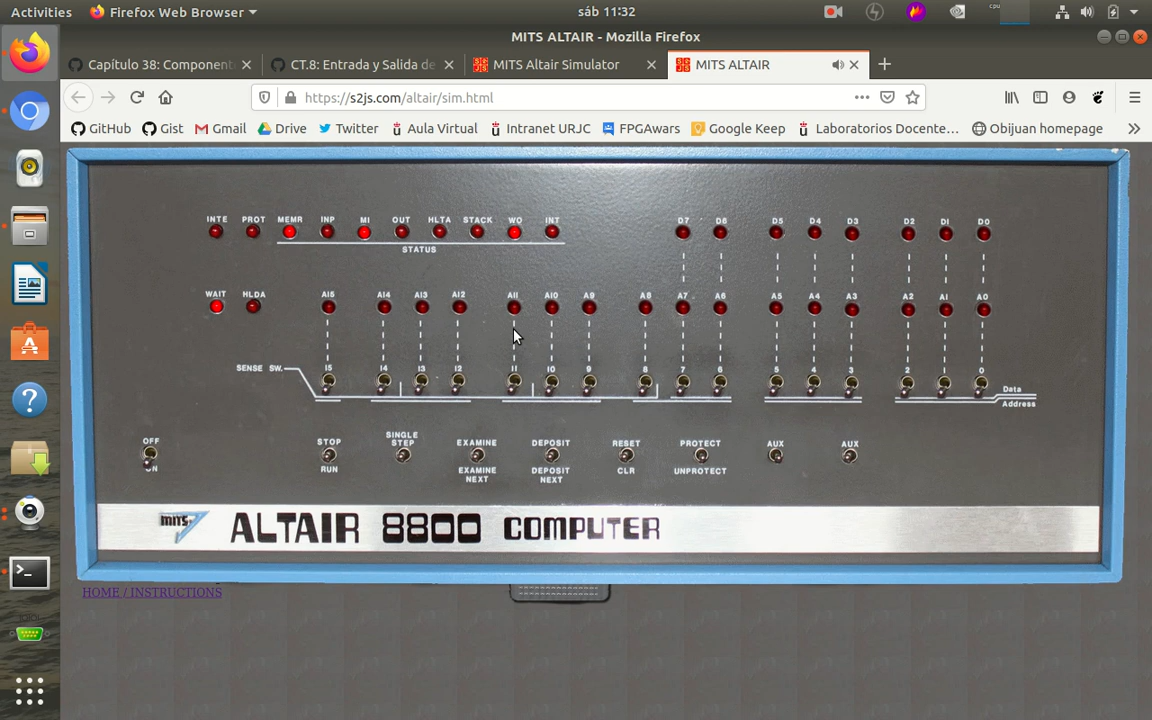 Activities Firefox Web Browser sáb 11:32 cpu
MITS ALTAIR - Mozilla Firefox
Capítulo 38: Component CT.8: Entrada y Salida de MITS Altair Simulator MITS ALTAIR
https://s2js.com/altair/sim.html
GitHub Gist Gmail Drive Twitter Aula Virtual Intranet URJC FPGAwars Google Keep Laboratorios Docente… Obijuan homepage
INTE PROT MEMR INP MI OUT HLTA STACK WO INT D7 D6 D5 D4 D3 D2 D1 D0
STATUS
WAIT HLDA A15 A14 A13 A12 A11 A10 A9 A8 A7 A6 A5 A4 A3 A2 A1 A0
SENSE SW. 15 14 13 12 11 10 9 8 7 6 5 4 3 2 1 0
Data
Address
OFF STOP SINGLE STEP EXAMINE DEPOSIT RESET PROTECT AUX AUX
ON RUN EXAMINE NEXT DEPOSIT NEXT CLR UNPROTECT
mits ALTAIR 8800 COMPUTER
HOME / INSTRUCTIONS